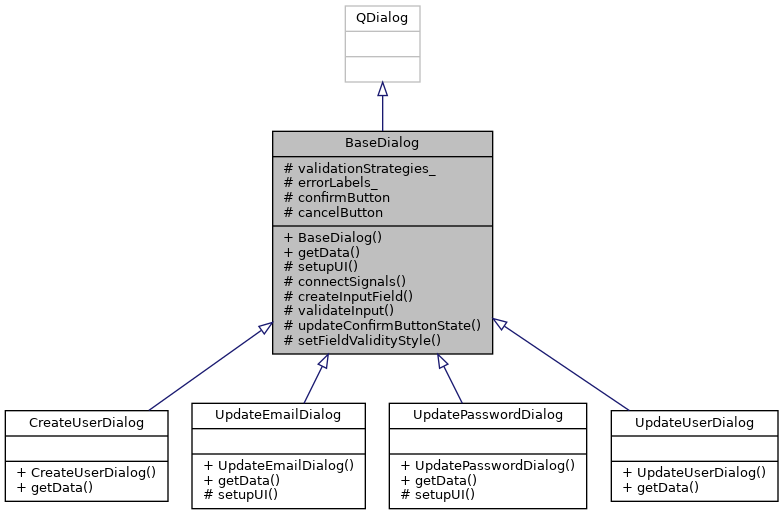 QDialog
BaseDialog
# validationStrategies_
# errorLabels_
# confirmButton
# cancelButton
+ BaseDialog()
+ getData()
# setupUI()
# connectSignals()
# createInputField()
# validateInput()
# updateConfirmButtonState()
# setFieldValidityStyle()
CreateUserDialog
+ CreateUserDialog()
+ getData()
UpdateEmailDialog
+ UpdateEmailDialog()
+ getData()
# setupUI()
UpdatePasswordDialog
+ UpdatePasswordDialog()
+ getData()
# setupUI()
UpdateUserDialog
+ UpdateUserDialog()
+ getData()